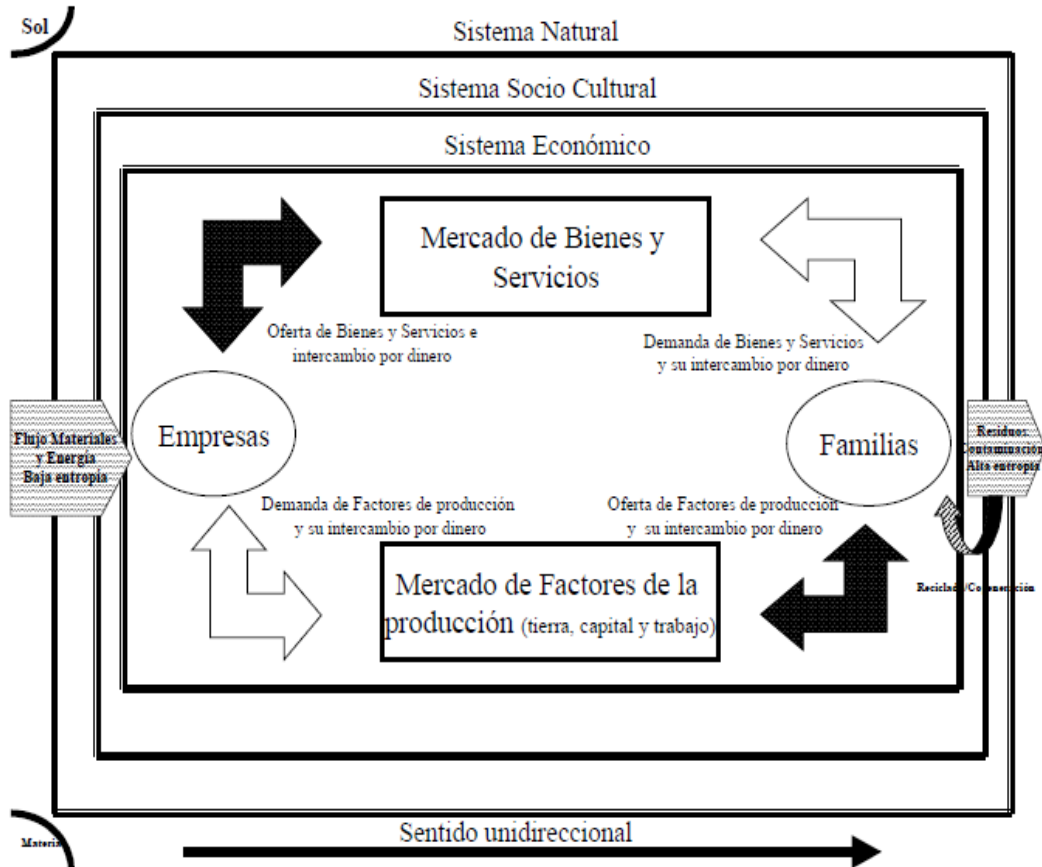 Sol
Sistema Natural
Sistema Socio Cultural
Sistema Económico
Mercado de Bienes y
Servicios
Oferta de Bienes y Servicios e
intercambio por dinero
Demanda de Bienes y Servicios
y su intercambio por dinero
Flujo Materiales
y Energía
Baja entropía
Empresas
Familias
Residuos
Contaminación
Alta entropía
Demanda de Factores de producción
y su intercambio por dinero
Oferta de Factores de producción
y su intercambio por dinero
Mercado de Factores de la
producción (tierra, capital y trabajo)
Reciclado/Cogeneración
Materia
Sentido unidireccional